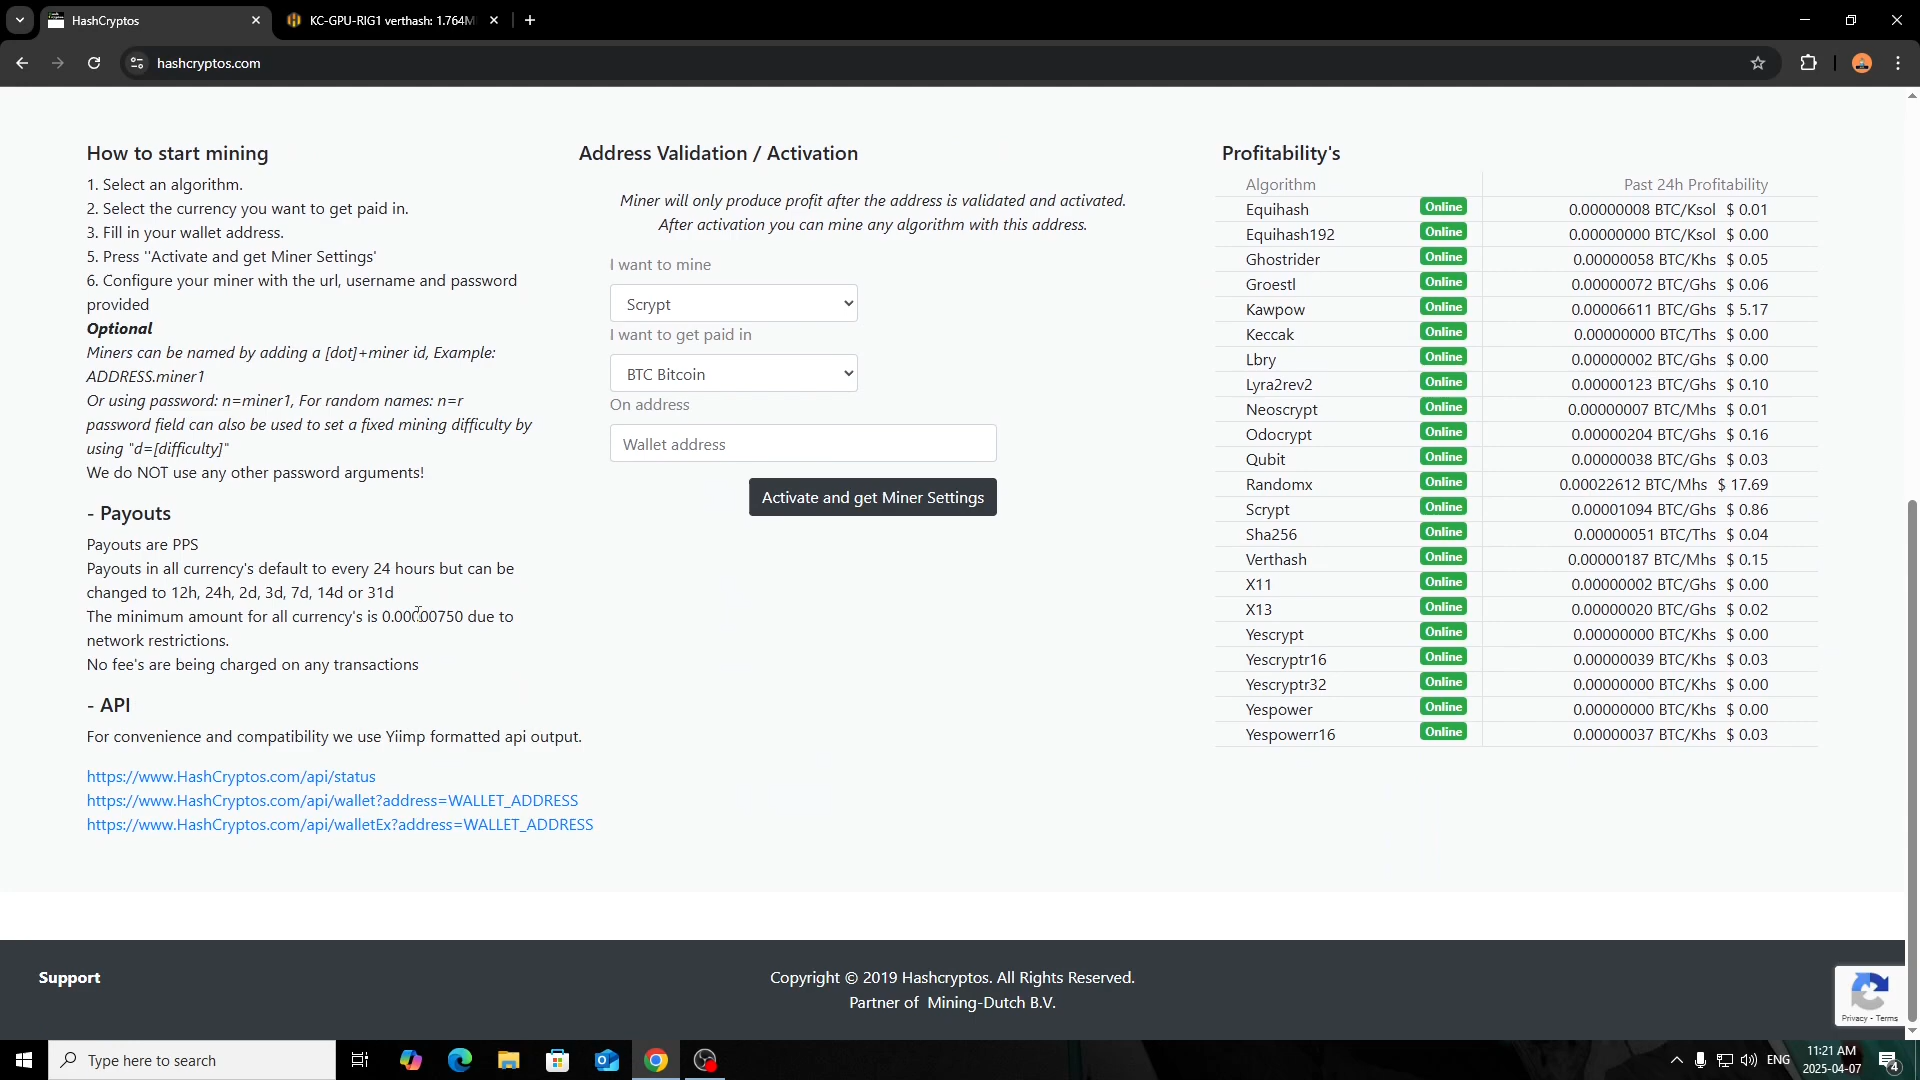 HashCryptos
KC-GPU-RIG1 verthash: 1.764M
hashcryptos.com
How to start mining
1. Select an algorithm.
2. Select the currency you want to get paid in.
3. Fill in your wallet address.
5. Press ''Activate and get Miner Settings'
6. Configure your miner with the url, username and password
provided
Optional
Miners can be named by adding a [dot]+miner id, Example:
ADDRESS.miner1
Or using password: n=miner1, For random names: n=r
password field can also be used to set a fixed mining difficulty by
using "d=[difficulty]"
We do NOT use any other password arguments!
- Payouts
Payouts are PPS
Payouts in all currency's default to every 24 hours but can be
changed to 12h, 24h, 2d, 3d, 7d, 14d or 31d
The minimum amount for all currency's is 0.00000750 due to
network restrictions.
No fee's are being charged on any transactions
- API
For convenience and compatibility we use Yiimp formatted api output.
https://www.HashCryptos.com/api/status
https://www.HashCryptos.com/api/wallet?address=WALLET_ADDRESS
https://www.HashCryptos.com/api/walletEx?address=WALLET_ADDRESS
Address Validation / Activation
Miner will only produce profit after the address is validated and activated.
After activation you can mine any algorithm with this address.
I want to mine
Scrypt
I want to get paid in
BTC Bitcoin
On address
Wallet address
Activate and get Miner Settings
Profitability's
Algorithm Past 24h Profitability
Equihash Online 0.00000008 BTC/Ksol $ 0.01
Equihash192 Online 0.00000000 BTC/Ksol $ 0.00
Ghostrider Online 0.00000058 BTC/Khs $ 0.05
Groestl Online 0.00000072 BTC/Ghs $ 0.06
Kawpow Online 0.00006611 BTC/Ghs $ 5.17
Keccak Online 0.00000000 BTC/Ths $ 0.00
Lbry Online 0.00000002 BTC/Ghs $ 0.00
Lyra2rev2 Online 0.00000123 BTC/Ghs $ 0.10
Neoscrypt Online 0.00000007 BTC/Mhs $ 0.01
Odocrypt Online 0.00000204 BTC/Ghs $ 0.16
Qubit Online 0.00000038 BTC/Ghs $ 0.03
Randomx Online 0.00022612 BTC/Mhs $ 17.69
Scrypt Online 0.00001094 BTC/Ghs $ 0.86
Sha256 Online 0.00000051 BTC/Ths $ 0.04
Verthash Online 0.00000187 BTC/Mhs $ 0.15
X11 Online 0.00000002 BTC/Ghs $ 0.00
X13 Online 0.00000020 BTC/Ghs $ 0.02
Yescrypt Online 0.00000000 BTC/Khs $ 0.00
Yescryptr16 Online 0.00000039 BTC/Khs $ 0.03
Yescryptr32 Online 0.00000000 BTC/Khs $ 0.00
Yespower Online 0.00000000 BTC/Khs $ 0.00
Yespowerr16 Online 0.00000037 BTC/Khs $ 0.03
Support
Copyright © 2019 Hashcryptos. All Rights Reserved.
Partner of Mining-Dutch B.V.
Privacy - Terms
Type here to search
ENG
11:21 AM
2025-04-07
4